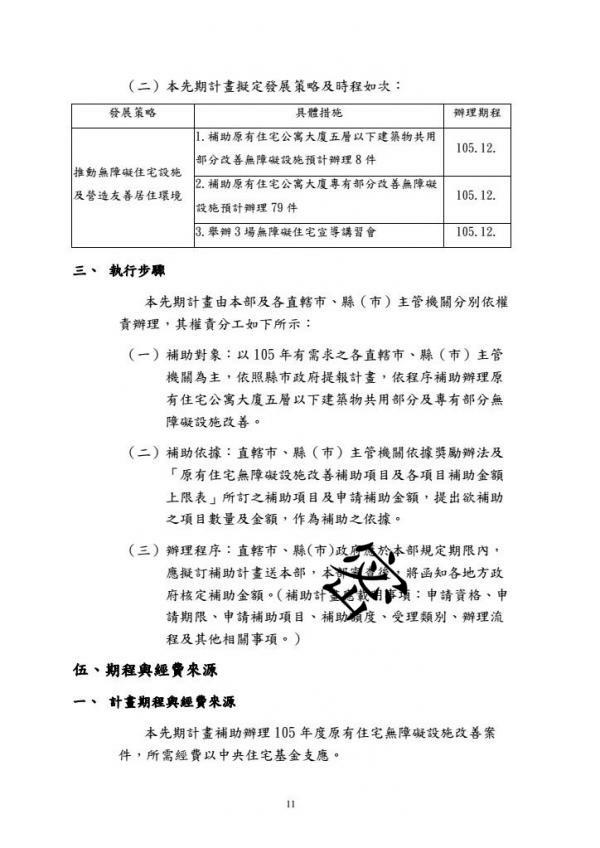 （二）本先期計畫擬定發展策略及時程如次：
發展策略 具體措施 辦理期程
推動無障礙住宅設施
及營造友善居住環境
1.補助原有住宅公寓大廈五層以下建築物共用
部分改善無障礙設施預計辦理8件
105.12.
2.補助原有住宅公寓大廈專有部分改善無障礙
設施預計辦理79件
105.12.
3.舉辦3場無障礙住宅宣導講習會 105.12.
三、 執行步驟
本先期計畫由本部及各直轄市、縣（市）主管機關分別依權
責辦理，其權責分工如下所示：
（一）補助對象：以105年有需求之各直轄市、縣（市）主管
機關為主，依照縣市政府提報計畫，依程序補助辦理原
有住宅公寓大廈五層以下建築物共用部分及專有部分無
障礙設施改善。
（二）補助依據：直轄市、縣（市）主管機關依據獎勵辦法及
「原有住宅無障礙設施改善補助項目及各項目補助金額
上限表」所訂之補助項目及申請補助金額，提出欲補助
之項目數量及金額，作為補助之依據。
（三）辦理程序：直轄市、縣(市)政府應於本部規定期限內，
應擬訂補助計畫送本部，本部審查後，將函知各地方政
府核定補助金額。(補助計畫應載明事項：申請資格、申
請期限、申請補助項目、補助額度、受理類別、辦理流
程及其他相關事項。)
伍、期程與經費來源
一、 計畫期程與經費來源
本先期計畫補助辦理105年度原有住宅無障礙設施改善案
件，所需經費以中央住宅基金支應。
11